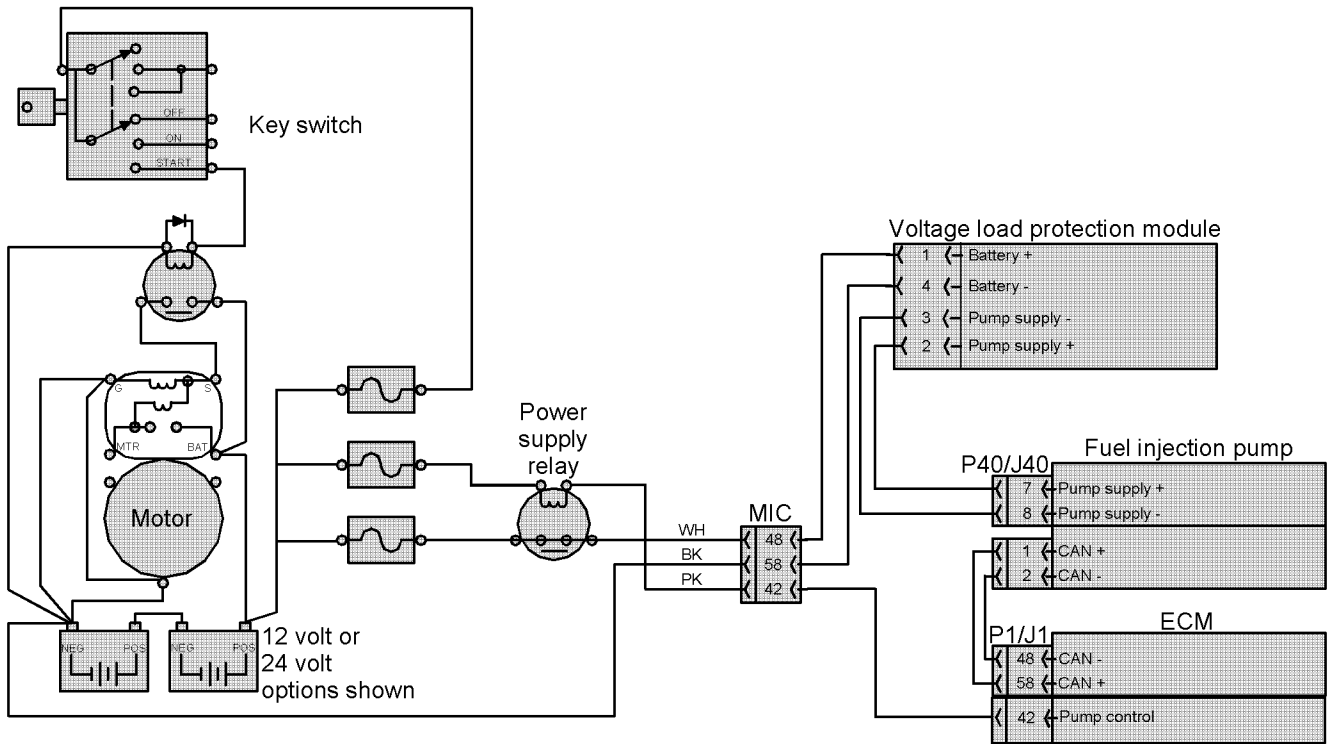 Key switch
OFF
ON
START
Voltage load protection module
1 Battery +
4 Battery -
3 Pump supply -
2 Pump supply +
G
S
MTR
BAT
Motor
Power
supply
relay
MIC
WH
48
BK
58
PK
42
Fuel injection pump
P40/J40
7 Pump supply +
8 Pump supply -
1 CAN +
2 CAN -
ECM
P1/J1
48 CAN -
58 CAN +
42 Pump control
NEG
POS
NEG
POS
12 volt or
24 volt
options shown